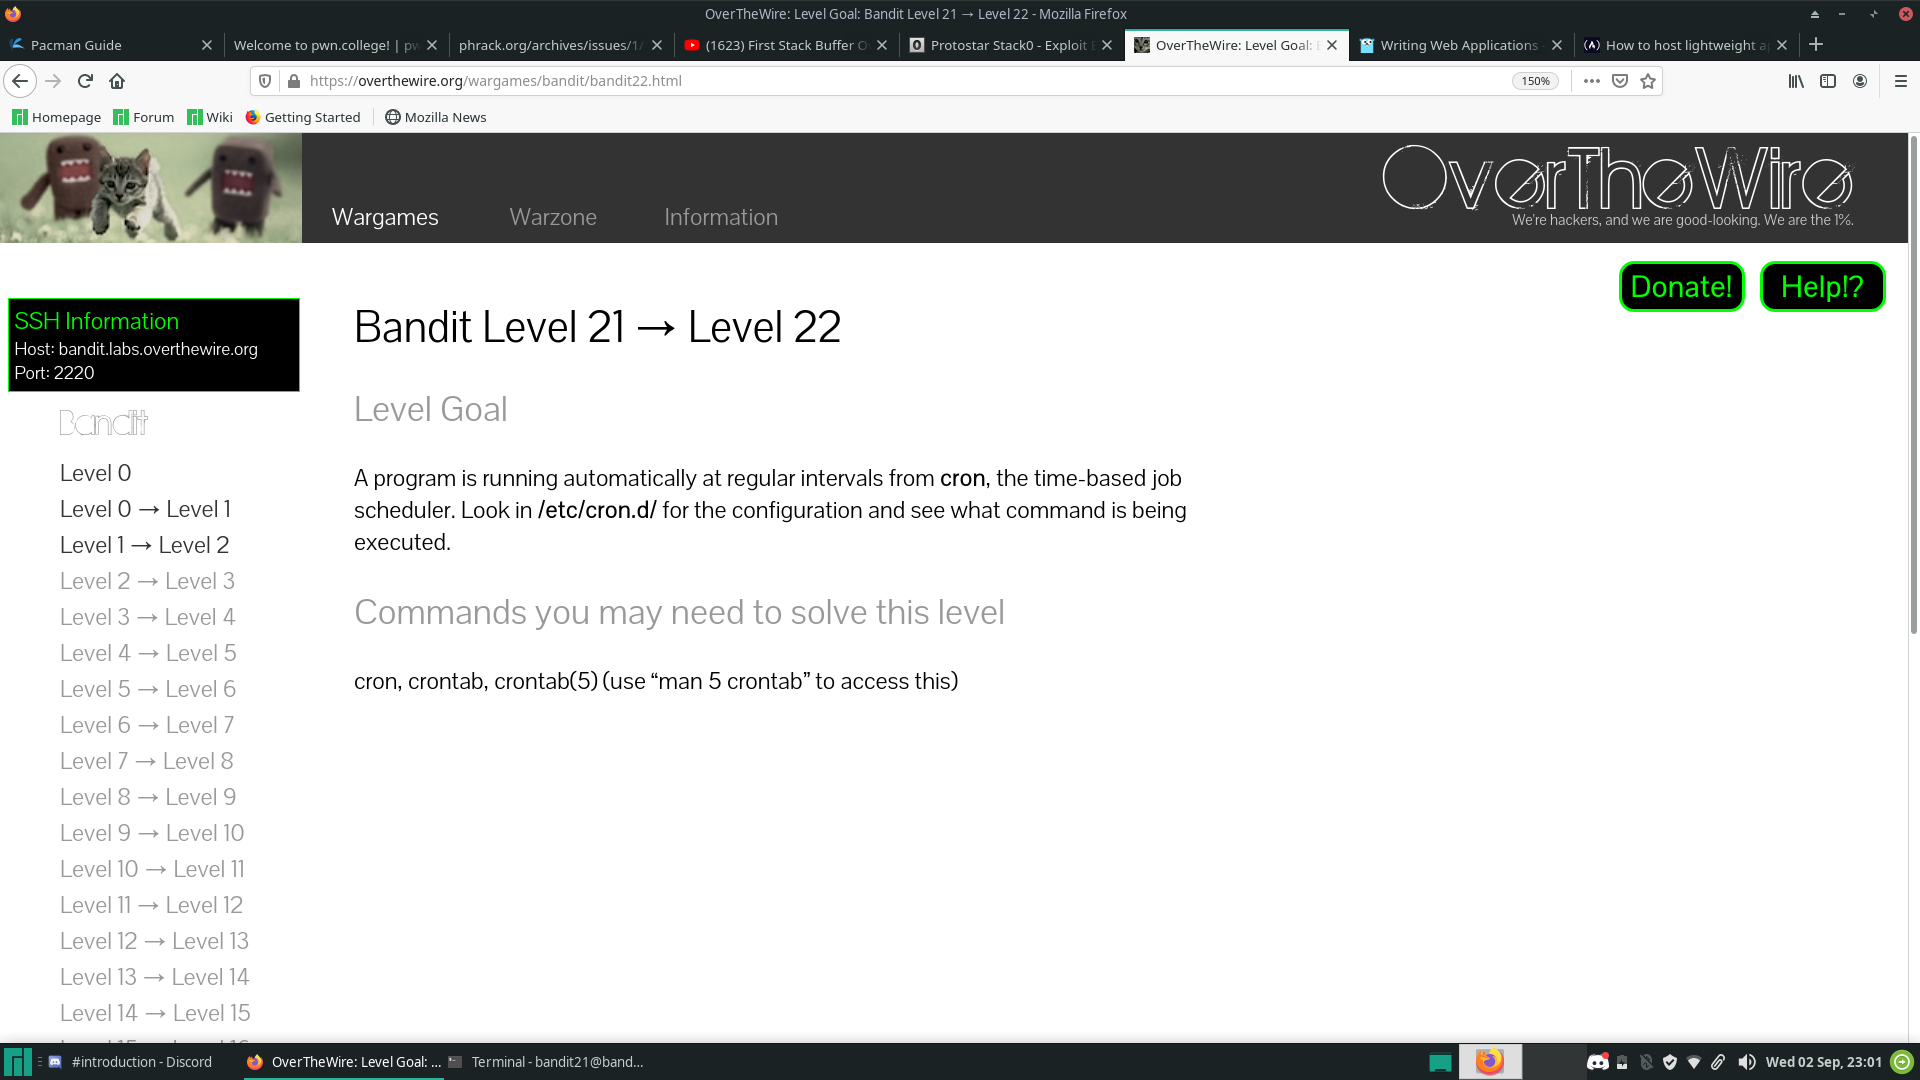 OverTheWire: Level Goal: Bandit Level 21 → Level 22 - Mozilla Firefox
Pacman Guide
Welcome to pwn.college! | pw
phrack.org/archives/issues/1/
(1623) First Stack Buffer O
Protostar Stack0 - Exploit E
OverTheWire: Level Goal:
Writing Web Applications
How to host lightweight a
https://overthewire.org/wargames/bandit/bandit22.html
150%
Homepage
Forum
Wiki
Getting Started
Mozilla News
Wargames
Warzone
Information
OverTheWire
We're hackers, and we are good-looking. We are the 1%.
Donate!
Help!?
SSH Information
Host: bandit.labs.overthewire.org
Port: 2220
Bandit
Level 0
Level 0 → Level 1
Level 1 → Level 2
Level 2 → Level 3
Level 3 → Level 4
Level 4 → Level 5
Level 5 → Level 6
Level 6 → Level 7
Level 7 → Level 8
Level 8 → Level 9
Level 9 → Level 10
Level 10 → Level 11
Level 11 → Level 12
Level 12 → Level 13
Level 13 → Level 14
Level 14 → Level 15
Bandit Level 21 → Level 22
Level Goal
A program is running automatically at regular intervals from cron, the time-based job
scheduler. Look in /etc/cron.d/ for the configuration and see what command is being
executed.
Commands you may need to solve this level
cron, crontab, crontab(5) (use “man 5 crontab” to access this)
#introduction - Discord
OverTheWire: Level Goal: ...
Terminal - bandit21@band...
Wed 02 Sep, 23:01